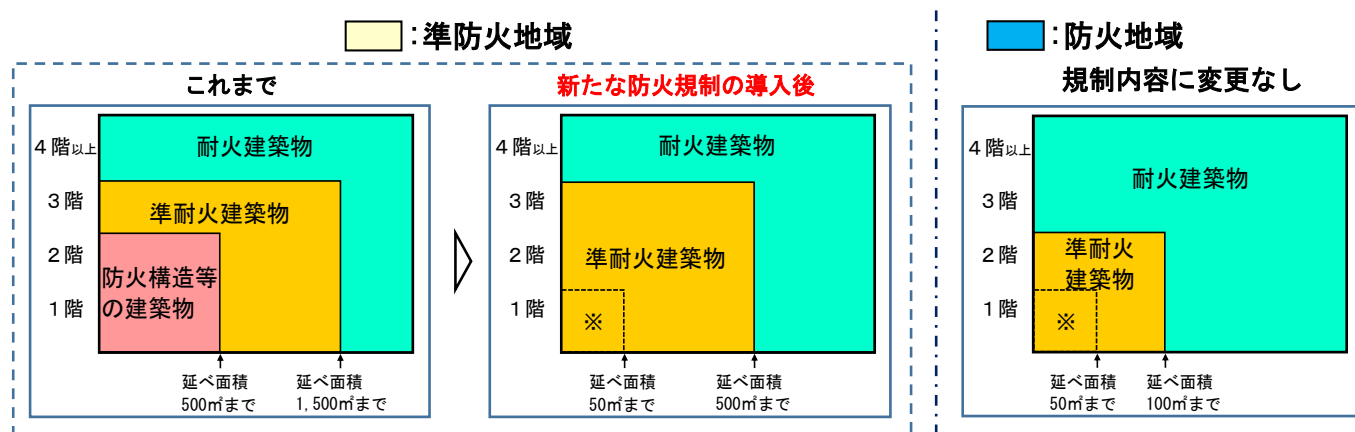 ：準防火地域
これまで
4階以上
3階
2階
1階
耐火建築物
準耐火建築物
防火構造等
の建築物
延べ面積
500㎡まで
延べ面積
1,500㎡まで
新たな防火規制の導入後
4階以上
3階
2階
1階
耐火建築物
準耐火建築物
※
延べ面積
50㎡まで
延べ面積
500㎡まで
：防火地域
規制内容に変更なし
4階以上
3階
2階
1階
耐火建築物
準耐火
建築物
※
延べ面積
50㎡まで
延べ面積
100㎡まで